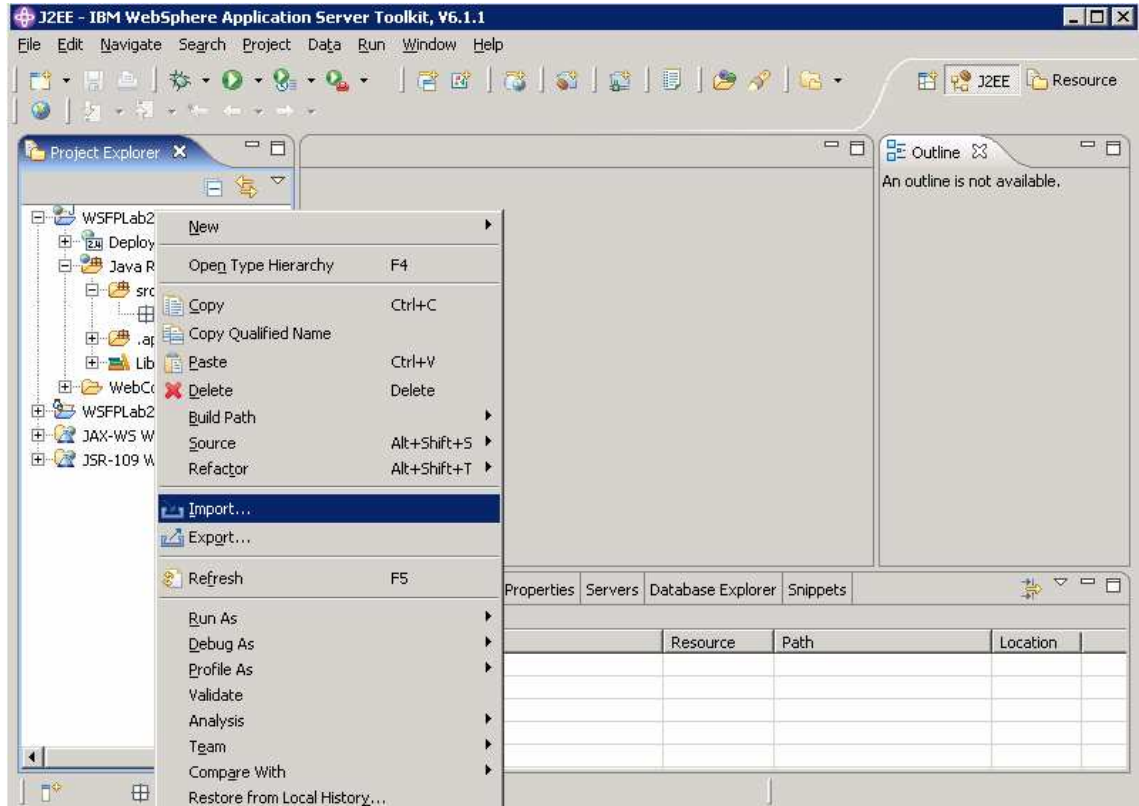 J2EE - IBM WebSphere Application Server Toolkit, V6.1.1
File Edit Navigate Search Project Data Run Window Help
J2EE Resource
Project Explorer
Outline
An outline is not available.
WSFPLab2
Deploy
2.4
Java R
src
.ap
Lib
WebCo
WSFPLab2
JAX-WS W
JSR-109 W
New
Open Type Hierarchy F4
Copy Ctrl+C
Copy Qualified Name
Paste Ctrl+V
Delete Delete
Build Path
Source Alt+Shift+S
Refactor Alt+Shift+T
Import...
Export...
Refresh F5
Run As
Debug As
Profile As
Validate
Analysis
Team
Compare With
Restore from Local History...
Properties Servers Database Explorer Snippets
Resource Path Location